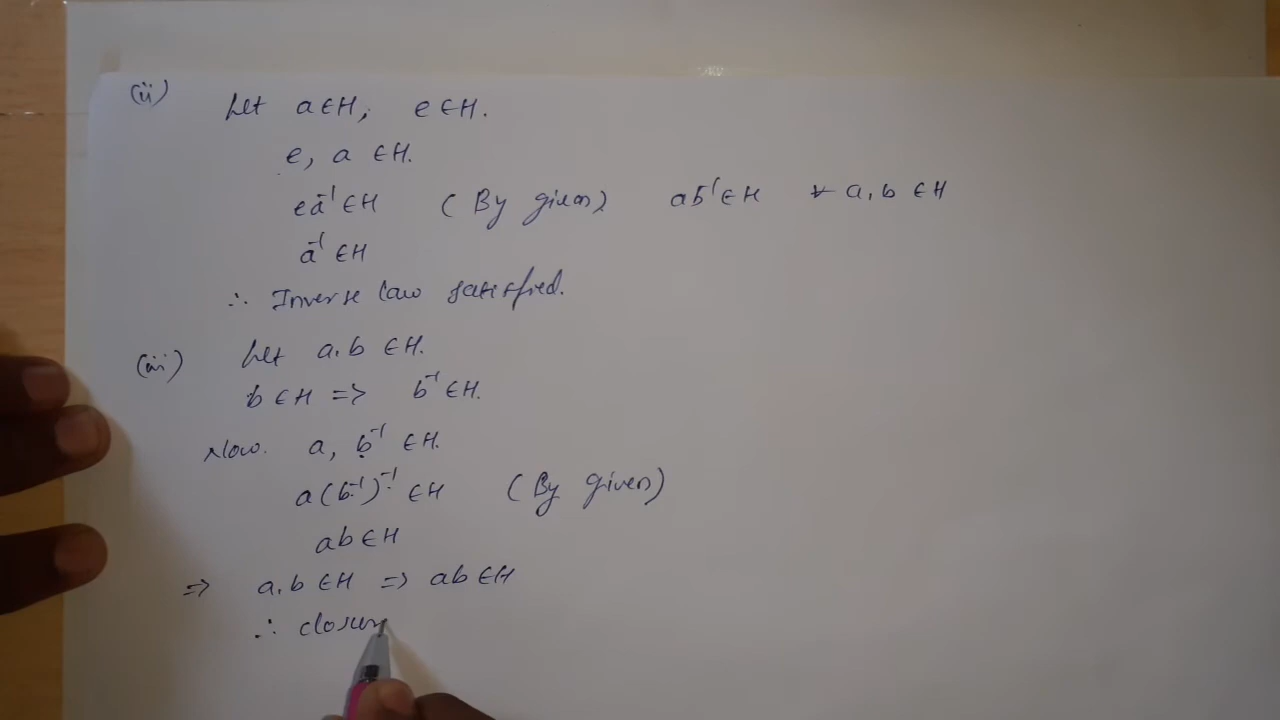 (ii) Let a ∈ H, e ∈ H.
e, a ∈ H.
ea⁻¹ ∈ H (By given) ab⁻¹ ∈ H ∀ a, b ∈ H
a⁻¹ ∈ H
∴ Inverse law satisfied.
(iii) Let a, b ∈ H.
b ∈ H => b⁻¹ ∈ H.
Now. a, b⁻¹ ∈ H.
a(b⁻¹)⁻¹ ∈ H (By given)
ab ∈ H
=> a, b ∈ H => ab ∈ H
∴ closur